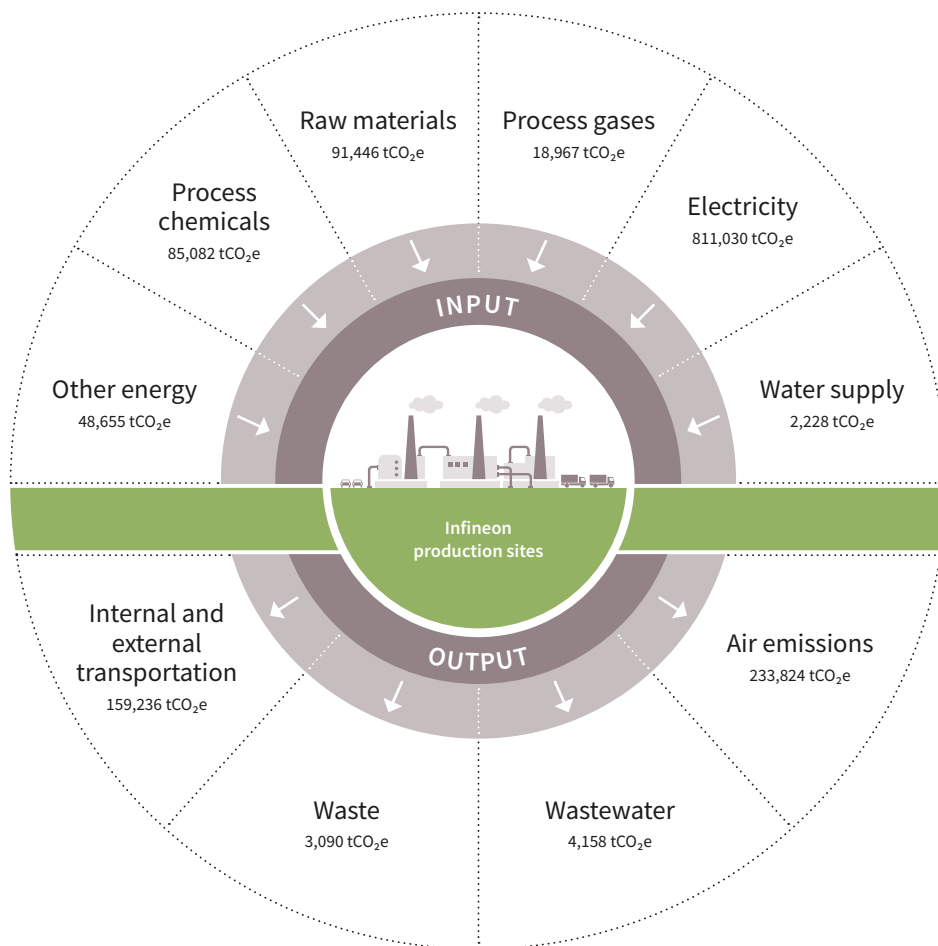 Raw materials
91,446 tCO₂e
Process gases
18,967 tCO₂e
Process
chemicals
85,082 tCO₂e
Electricity
811,030 tCO₂e
Other energy
48,655 tCO₂e
Water supply
2,228 tCO₂e
INPUT
Infineon
production sites
OUTPUT
Internal and
external
transportation
159,236 tCO₂e
Air emissions
233,824 tCO₂e
Waste
3,090 tCO₂e
Wastewater
4,158 tCO₂e